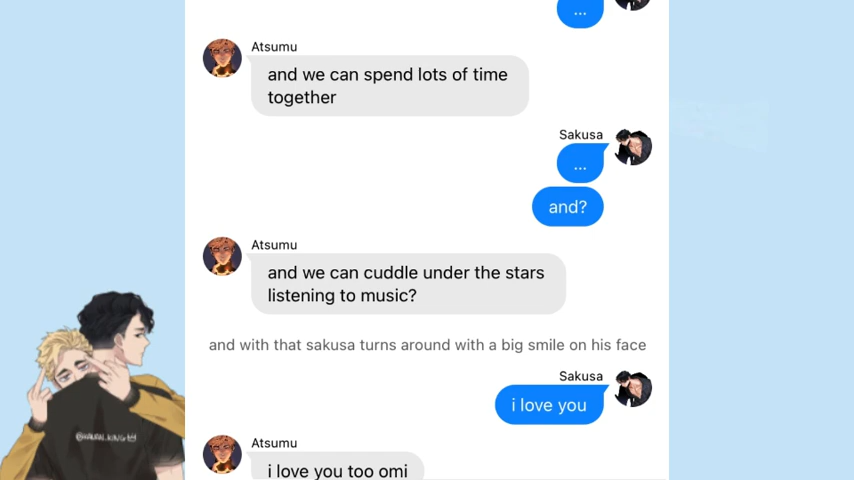 ...
Atsumu
and we can spend lots of time
together
Sakusa
...
and?
Atsumu
and we can cuddle under the stars
listening to music?
and with that sakusa turns around with a big smile on his face
Sakusa
i love you
Atsumu
i love you too omi